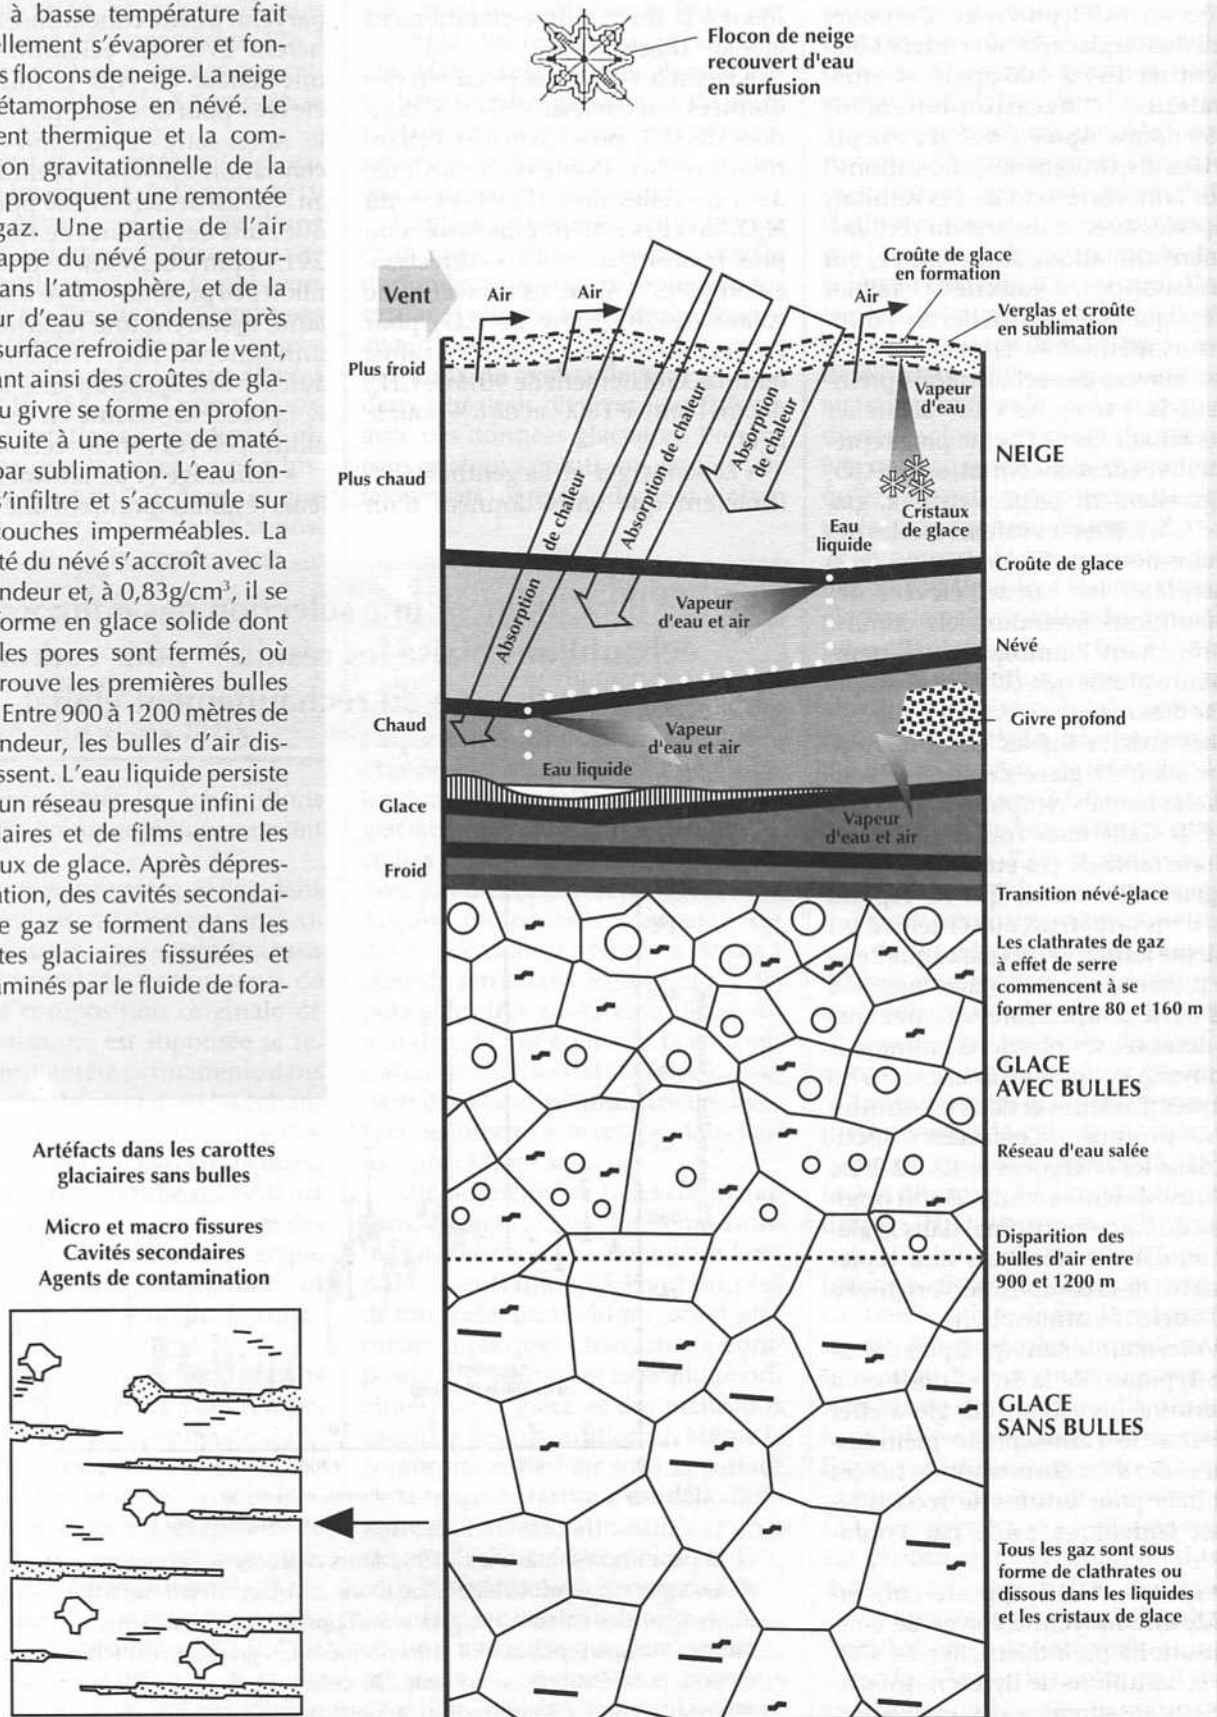 à basse température fait
ellement s'évaporer et fon-
s flocons de neige. La neige
étamorphose en névé. Le
ent thermique et la com-
on gravitationnelle de la
provoquent une remontée
gaz. Une partie de l'air
appe du névé pour retour-
ans l'atmosphère, et de la
ur d'eau se condense près
surface refroidie par le vent,
ant ainsi des croûtes de gla-
u givre se forme en profon-
suite à une perte de maté-
par sublimation. L'eau fon-
s'infiltre et s'accumule sur
ouches imperméables. La
té du névé s'accroît avec la
ndeur et, à 0,83g/cm³, il se
orme en glace solide dont
les pores sont fermés, où
rouve les premières bulles
Entre 900 à 1200 mètres de
ndeur, les bulles d'air dis-
ssent. L'eau liquide persiste
un réseau presque infini de
laires et de films entre les
ux de glace. Après dépres-
ation, des cavités secondai-
e gaz se forment dans les
tes glaciaires fissurées et
aminés par le fluide de fora-
Flocon de neige
recouvert d'eau
en surfusion
Vent
Air
Air
Air
Croûte de glace
en formation
Verglas et croûte
en sublimation
Plus froid
Vapeur
d'eau
Absorption
de chaleur
Absorption de chaleur
Absorption
de chaleur
NEIGE
Plus chaud
Cristaux
de glace
Eau
liquide
Croûte de glace
Vapeur
d'eau et air
Névé
Chaud
Givre profond
Vapeur
d'eau et air
Eau liquide
Glace
Vapeur
d'eau et air
Froid
Transition névé-glace
Les clathrates de gaz
à effet de serre
commencent à se
former entre 80 et 160 m
GLACE
AVEC BULLES
Réseau d'eau salée
Disparition des
bulles d'air entre
900 et 1200 m
GLACE
SANS BULLES
Tous les gaz sont sous
forme de clathrates ou
dissous dans les liquides
et les cristaux de glace
Artéfacts dans les carottes
glaciaires sans bulles
Micro et macro fissures
Cavités secondaires
Agents de contamination